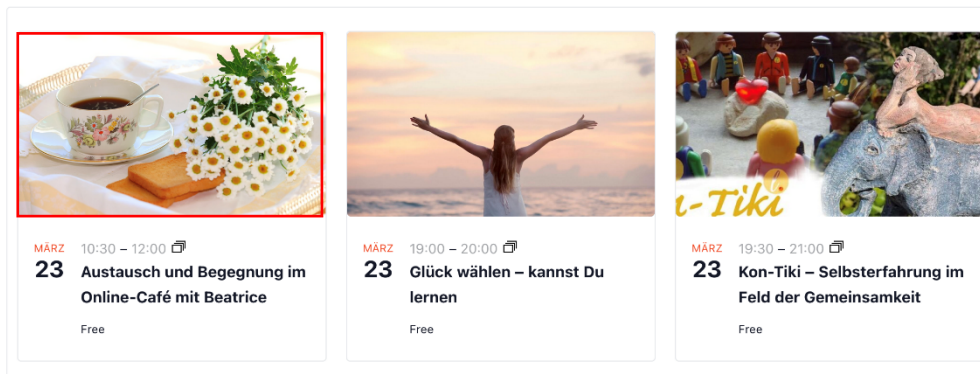 n-Tiki
MÄRZ
23
10:30 – 12:00
Austausch und Begegnung im
Online-Café mit Beatrice
Free
MÄRZ
23
19:00 – 20:00
Glück wählen – kannst Du
lernen
Free
MÄRZ
23
19:30 – 21:00
Kon-Tiki – Selbsterfahrung im
Feld der Gemeinsamkeit
Free